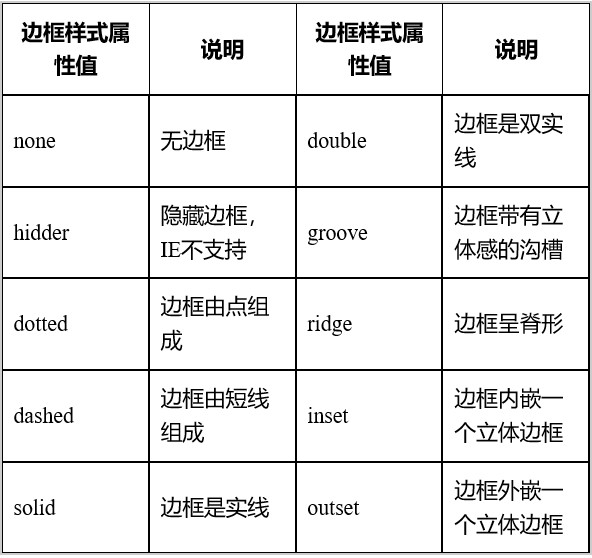 边框样式属
性值
说明
边框样式属
性值
说明
none
无边框
double
边框是双实
线
hidder
隐藏边框，
IE不支持
groove
边框带有立
体感的沟槽
dotted
边框由点组
成
ridge
边框呈脊形
dashed
边框由短线
组成
inset
边框内嵌一
个立体边框
solid
边框是实线
outset
边框外嵌一
个立体边框